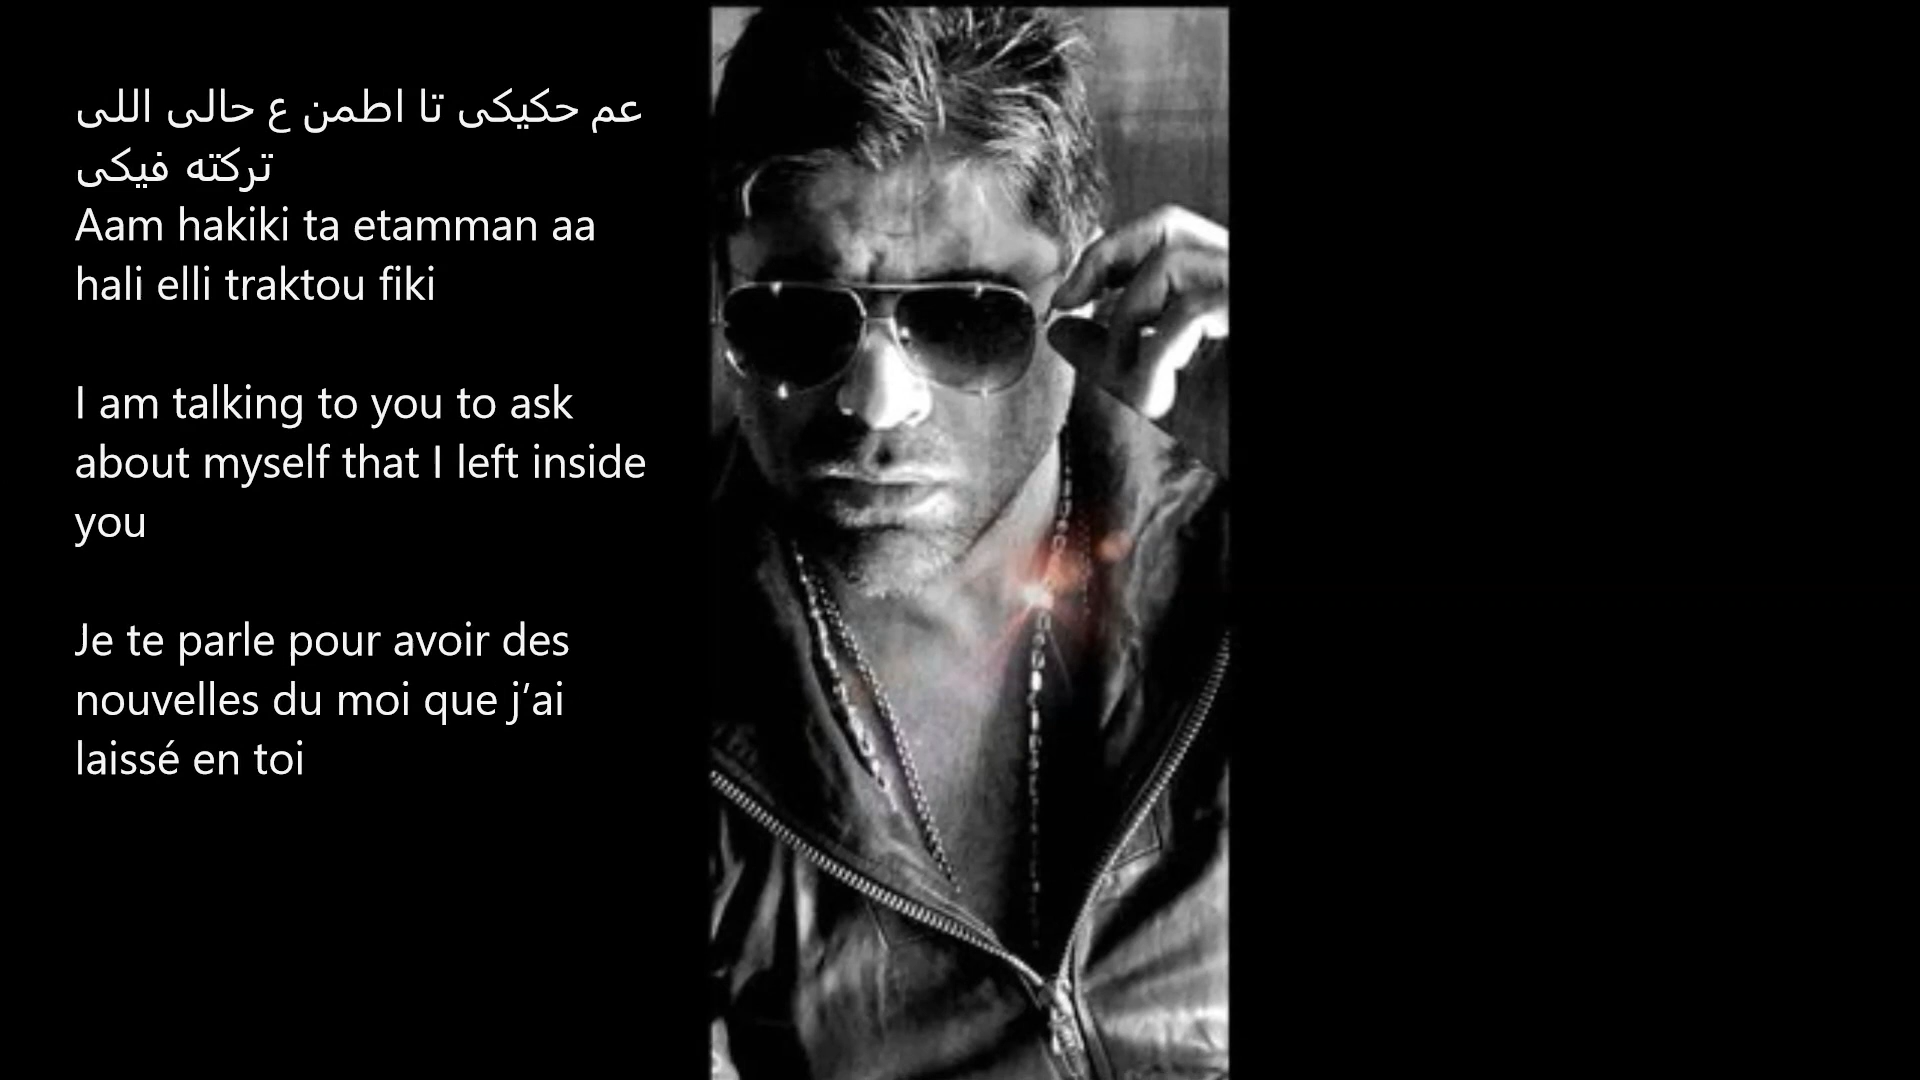 عم حكيكى تا اطمن ع حالى اللى
تركته فيكى
Aam hakiki ta etamman aa
hali elli traktou fiki
I am talking to you to ask
about myself that I left inside
you
Je te parle pour avoir des
nouvelles du moi que j’ai
laissé en toi